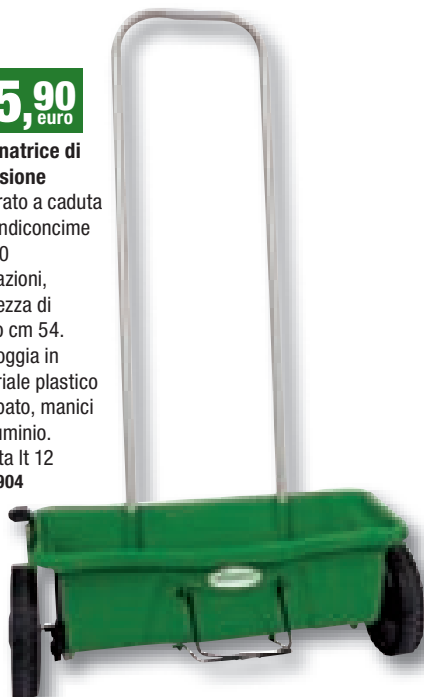 5,90
euro
natrice di
sione
rato a caduta
ndiconcime
0
azioni,
ezza di
o cm 54.
oggia in
riale plastico
pato, manici
uminio.
ta lt 12
904